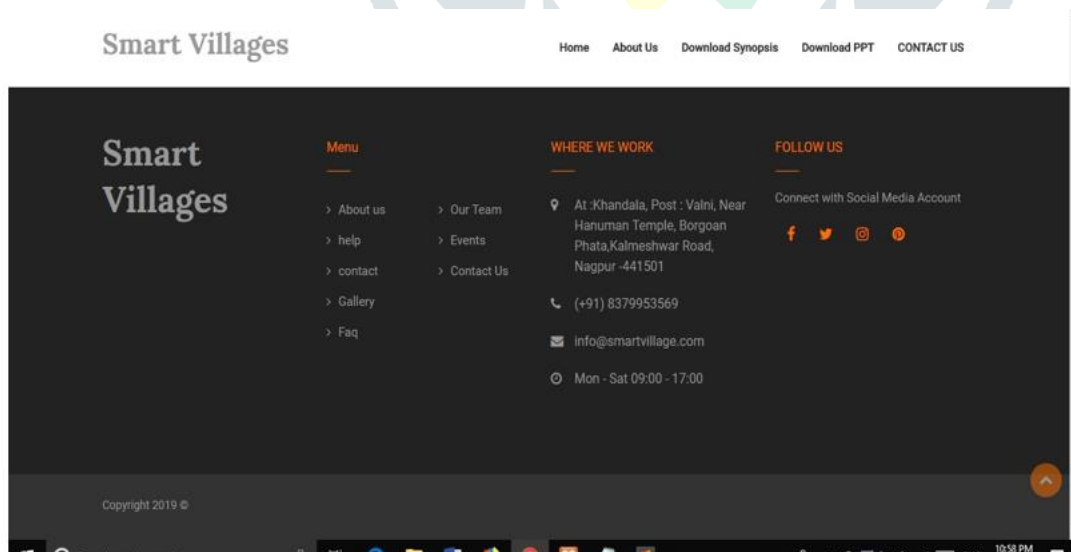 Smart Villages
Home About Us Download Synopsis Download PPT CONTACT US
Smart
Villages
Menu
> About us
> help
> contact
> Gallery
> Faq
> Our Team
> Events
> Contact Us
WHERE WE WORK
At :Khandala, Post : Valni, Near
Hanuman Temple, Borgoan
Phata,Kalmeshwar Road,
Nagpur -441501
(+91) 8379953569
info@smartvillage.com
Mon - Sat 09:00 - 17:00
FOLLOW US
Connect with Social Media Account
Copyright 2019 ©
10:58 PM